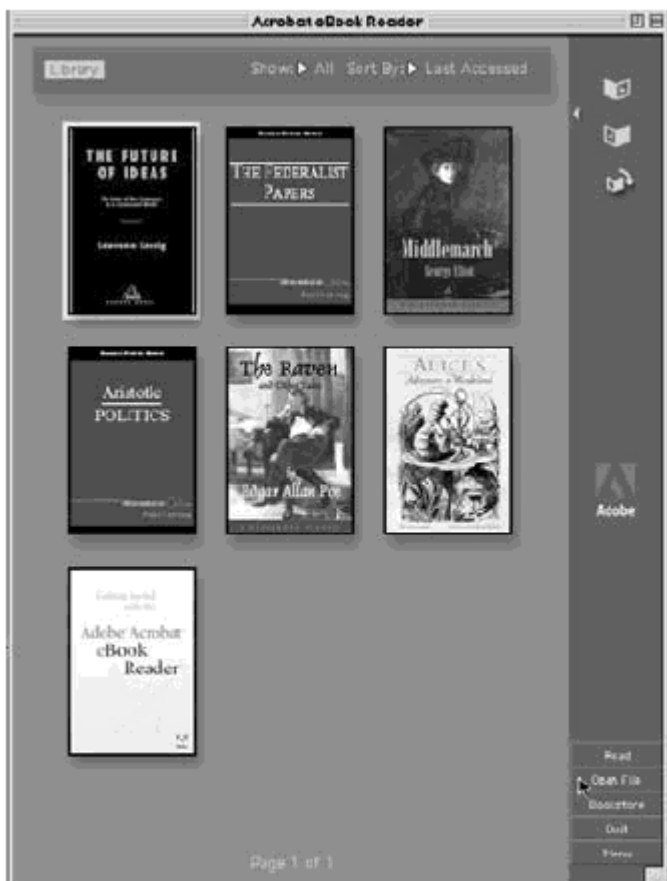 Acrobat eBook Reader
Library
Show: All Sort By: Last Accessed
THE FUTURE
OF IDEAS
Lawrence Lessig
THE FEDERALIST
PAPERS
Middlemarch
George Eliot
Aristotle
POLITICS
The Raven
and Other Tales
by
Edgar Allan Poe
ALICE'S
Adventures in Wonderland
Adobe Acrobat
eBook
Reader
Adobe
Read
Open File
Bookstore
Quit
Menu
Page 1 of 1